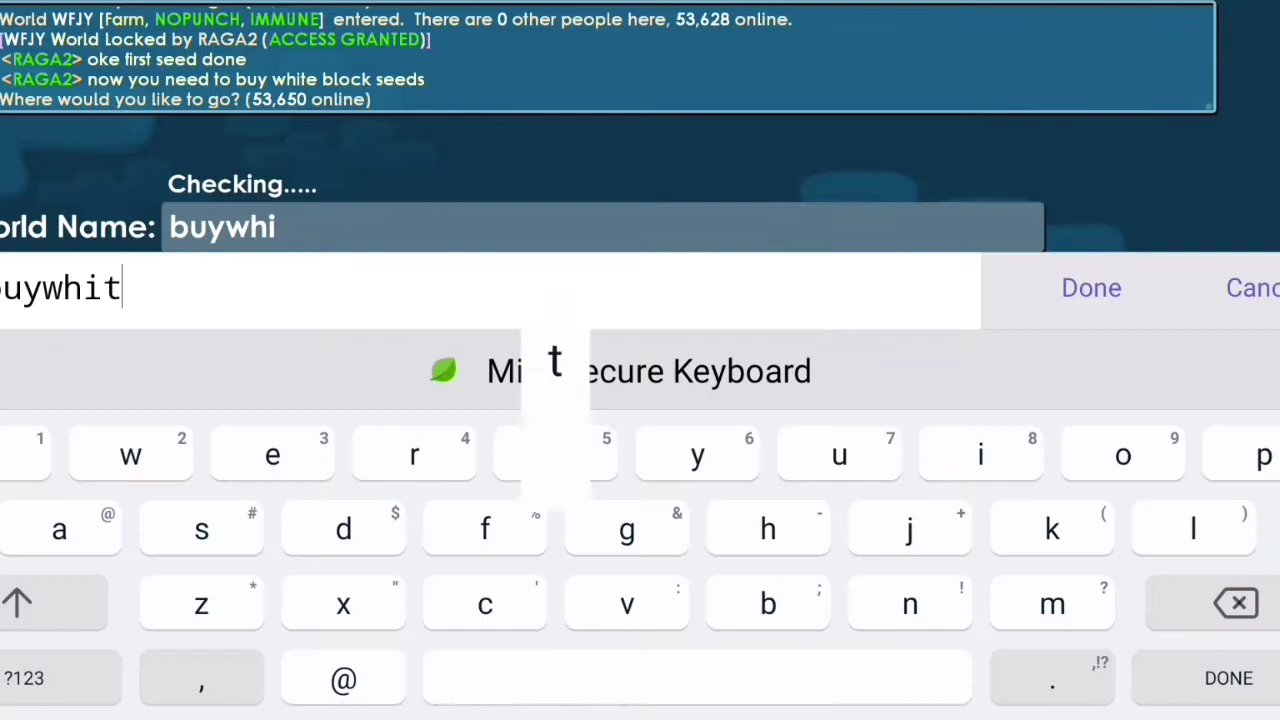 World WFJY [Farm, NOPUNCH, IMMUNE] entered. There are 0 other people here, 53,628 online.
[WFJY World Locked by RAGA2 (ACCESS GRANTED)]
<RAGA2> oke first seed done
<RAGA2> now you need to buy white block seeds
Where would you like to go? (53,650 online)
Checking.....
orld Name: buywhi
buywhit Done Canc
Mi t ecure Keyboard
1 2 3 4 5 6 7 8 9
w e r y u i o p
@ # $ % & - + ( )
a s d f g h j k l
* " ' : ; ! ?
z x c v b n m
?123 , @ . ,!? DONE